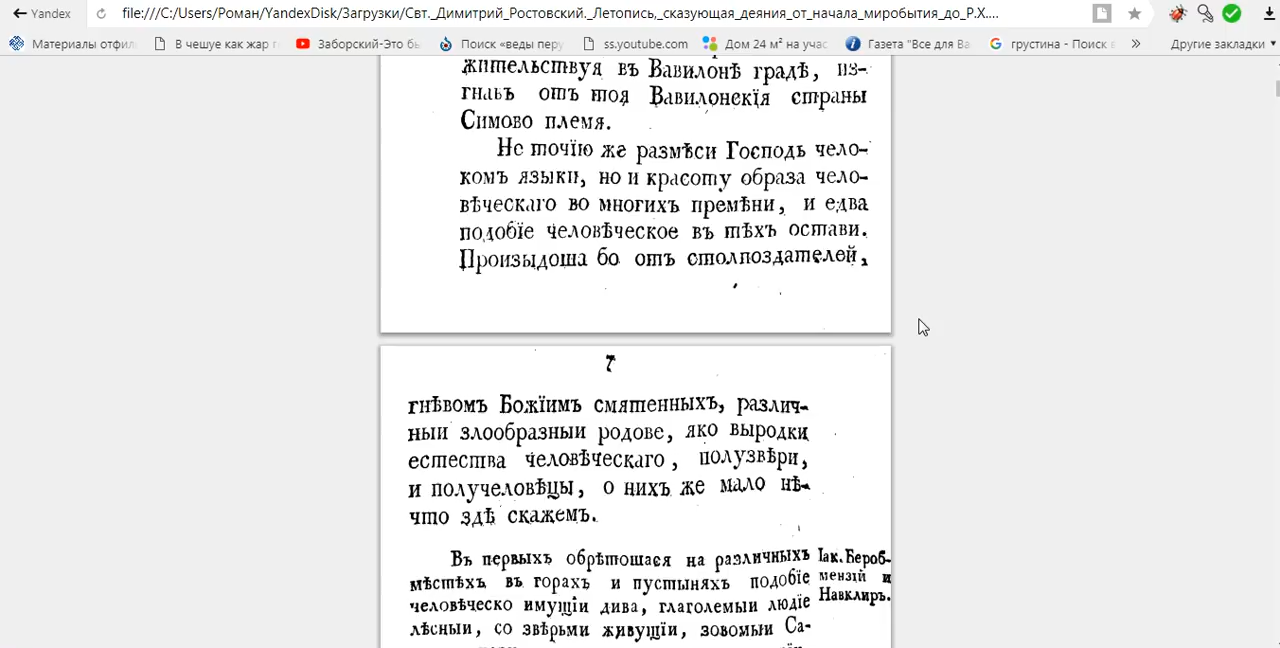 Yandex
file:///C:/Users/Роман/YandexDisk/Загрузки/Свт._Димитрий_Ростовский._Летопись,_сказующая_деяния_от_начала_миробытия_до_Р.Х....
Материалы отфил
В чешуе как жар г
Заборский-Это бы
Поиск «веды перу
ss.youtube.com
Дом 24 м² на учас
Газета "Все для Ва
грустина - Поиск в
»
Другие закладки
жительствуя въ Вавилонѣ градѣ, из-
гнавъ отъ тоя Вавилонскїя страны
Симово племя.
Не точїю же размѣси Господь чело-
комъ языки, но и красоту образа чело-
вѣческаго во многихъ премѣни, и едва
подобїе человѣческое въ тѣхъ остави.
Произыдоша бо отъ столпоздателей,
7
гнѣвомъ Божїимъ смятенныхъ, различ-
ныи злообразныи родове, яко выродки
естества человѣческаго, полузвѣри,
и получеловѣцы, о нихъ же мало нѣ-
что здѣ скажемъ.
Въ первыхъ обрѣтошася на различныхъ
мѣстѣхъ въ горахъ и пустыняхъ подобїе
человѣческо имущїи дива, глаголемыи людїе
лѣсныи, со звѣрьми живущїи, зовомыи Са-
Іак. Бероб-
мензїй и
Навклиръ.